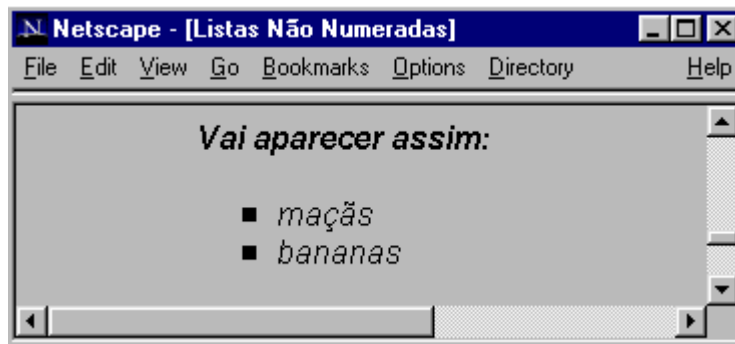 Netscape - [Listas Não Numeradas]
File Edit View Go Bookmarks Options Directory Help
Vai aparecer assim:
maçãs
bananas